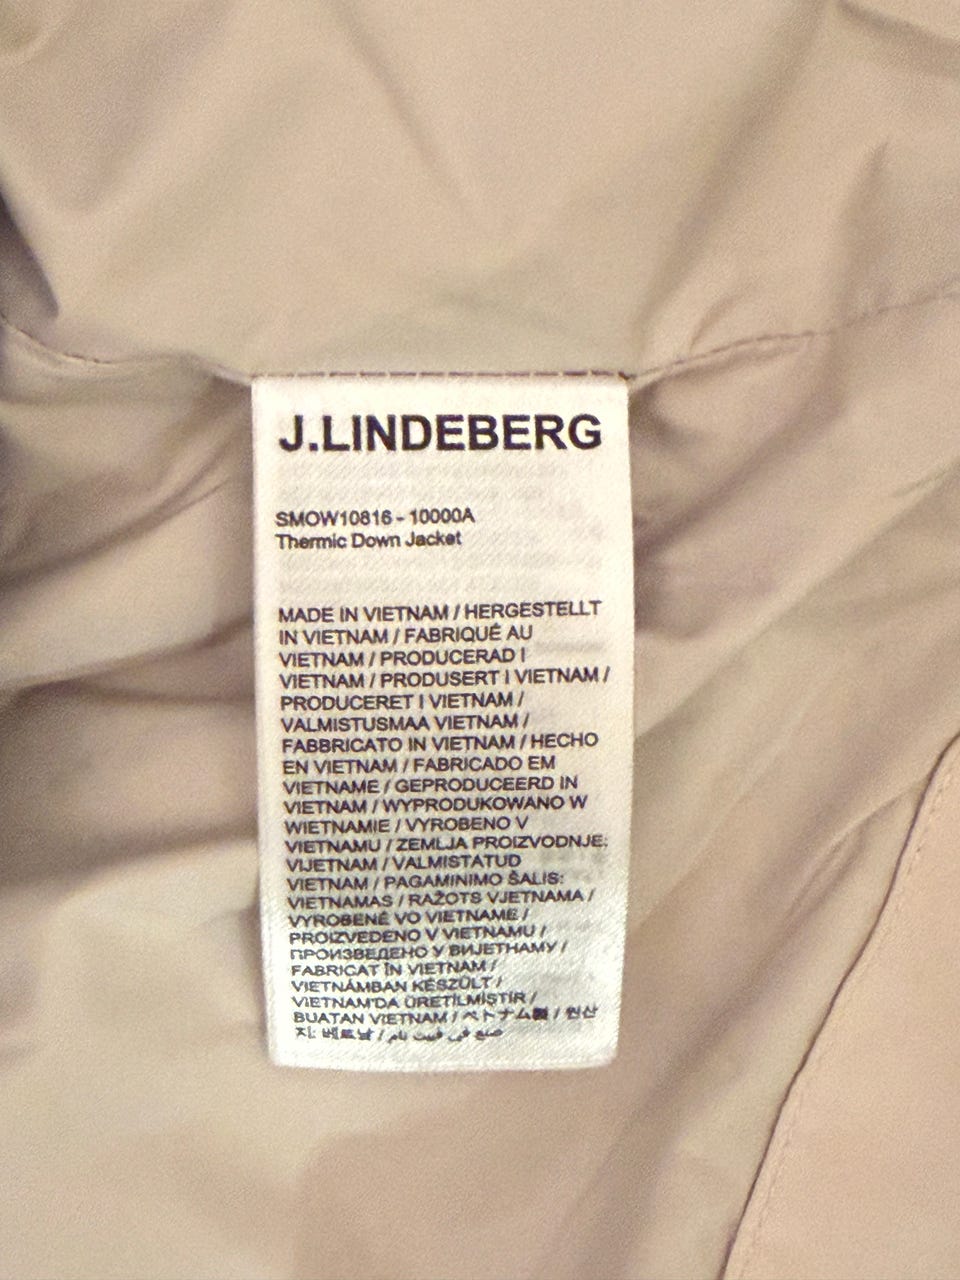 J.LINDEBERG
SMOW10816 - 10000A
Thermic Down Jacket
MADE IN VIETNAM / HERGESTELLT
IN VIETNAM / FABRIQUÉ AU
VIETNAM / PRODUCERAD I
VIETNAM / PRODUSERT I VIETNAM /
PRODUCERET I VIETNAM /
VALMISTUSMAA VIETNAM /
FABBRICATO IN VIETNAM / HECHO
EN VIETNAM / FABRICADO EM
VIETNAME / GEPRODUCEERD IN
VIETNAM / WYPRODUKOWANO W
WIETNAMIE / VYROBENO V
VIETNAMU / ZEMLJA PROIZVODNJE:
VIJETNAM / VALMISTATUD
VIETNAM / PAGAMINIMO ŠALIS:
VIETNAMAS / RAŽOTS VJETNAMA /
VYROBENÉ VO VIETNAME /
PROIZVEDENO V VIETNAMU /
ПРОИЗВЕДЕНО У ВИЈЕТНАМУ /
FABRICAT ÎN VIETNAM /
VIETNÁMBAN KÉSZÜLT /
VIETNAM'DA ÜRETİLMİŞTİR /
BUATAN VIETNAM / ベトナム製 / 원산
지: 베트남 / صنع في فيت نام